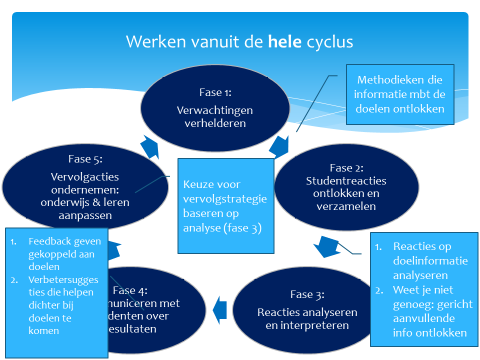 Werken vanuit de hele cyclus
Fase 1:
Verwachtingen
verhelderen
Methodieken die
informatie mbt de
doelen ontlokken
Fase 2:
Studentreacties
ontlokken en
verzamelen
1. Reacties op
doelinformatie
analyseren
2. Weet je niet
genoeg: gericht
aanvullende
info ontlokken
Fase 3:
Reacties analyseren
en interpreteren
Keuze voor
vervolgstrategie
baseren op
analyse (fase 3)
Fase 4:
municeren met
denten over
esultaten
Fase 5:
Vervolgacties
ondernemen:
onderwijs & leren
aanpassen
1. Feedback geven
gekoppeld aan
doelen
2. Verbetersugges
ties die helpen
dichter bij
doelen te
komen